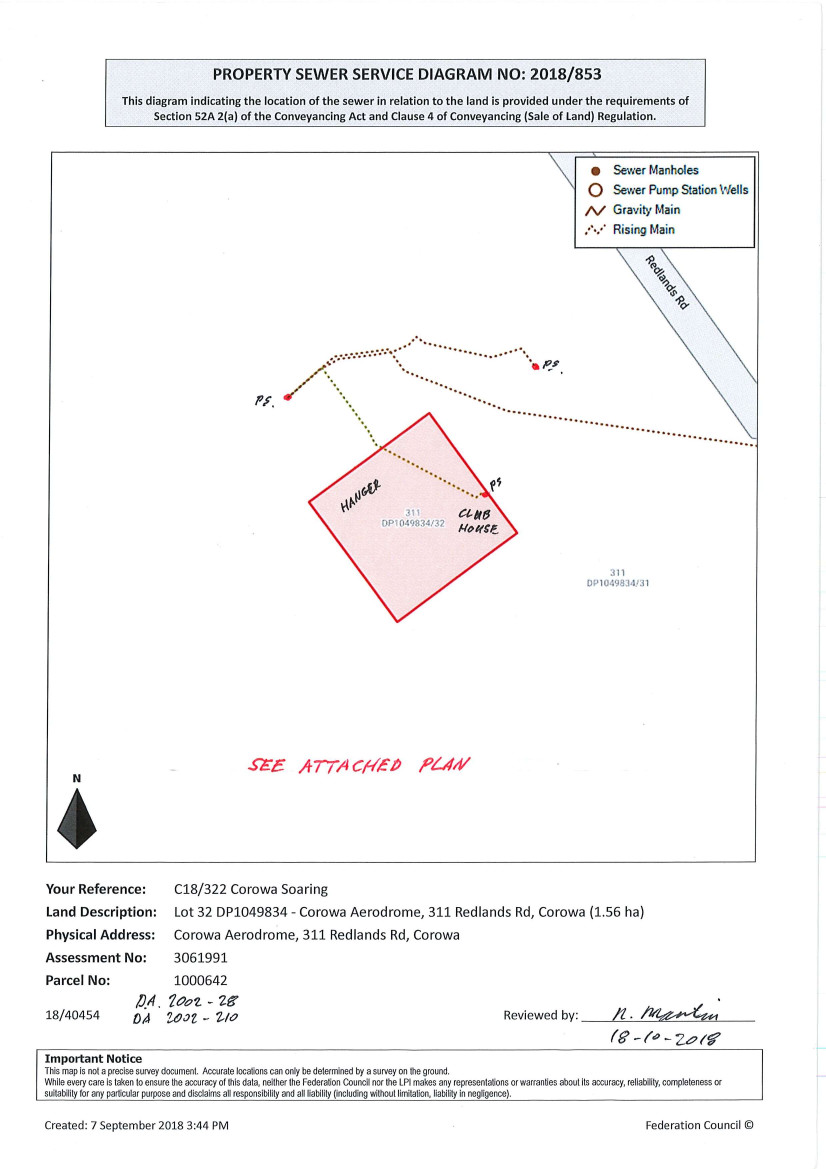 PROPERTY SEWER SERVICE DIAGRAM NO: 2018/853
This diagram indicating the location of the sewer in relation to the land is provided under the requirements of
Section 52A 2(a) of the Conveyancing Act and Clause 4 of Conveyancing (Sale of Land) Regulation.
Sewer Manholes
Sewer Pump Station Wells
Gravity Main
Rising Main
Redlands Rd
PS.
PS.
PS
HANGER
311
DP1049834/32
CLUB
HOUSE
311
DP1049834/31
SEE ATTACHED PLAN
N
Your Reference: C18/322 Corowa Soaring
Land Description: Lot 32 DP1049834 - Corowa Aerodrome, 311 Redlands Rd, Corowa (1.56 ha)
Physical Address: Corowa Aerodrome, 311 Redlands Rd, Corowa
Assessment No: 3061991
Parcel No: 1000642
DA. 2002 - 28
18/40454 DA 2002 - 210
Reviewed by: N. Martin
18-10-2018
Important Notice
This map is not a precise survey document. Accurate locations can only be determined by a survey on the ground.
While every care is taken to ensure the accuracy of this data, neither the Federation Council nor the LPI makes any representations or warranties about its accuracy, reliability, completeness or
suitability for any particular purpose and disclaims all responsibility and all liability (including without limitation, liability in negligence).
Created: 7 September 2018 3:44 PM
Federation Council ©